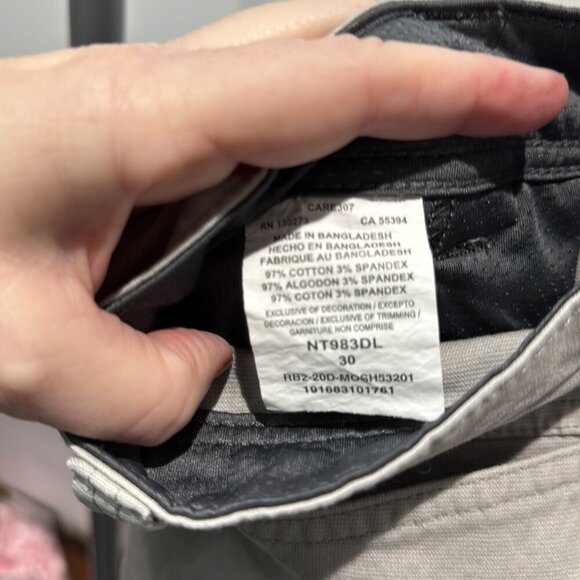 CARE307
RN 130273 CA 55394
MADE IN BANGLADESH
HECHO EN BANGLADESH
FABRIQUE AU BANGLADESH
97% COTTON 3% SPANDEX
97% ALGODON 3% SPANDEX
97% COTON 3% SPANDEX
EXCLUSIVE OF DECORATION / EXCEPTO
DECORACION / EXCLUSIVE OF TRIMMING /
GARNITURE NON COMPRISE
NT983DL
30
RB2-20D-MOGH53201
191683101761